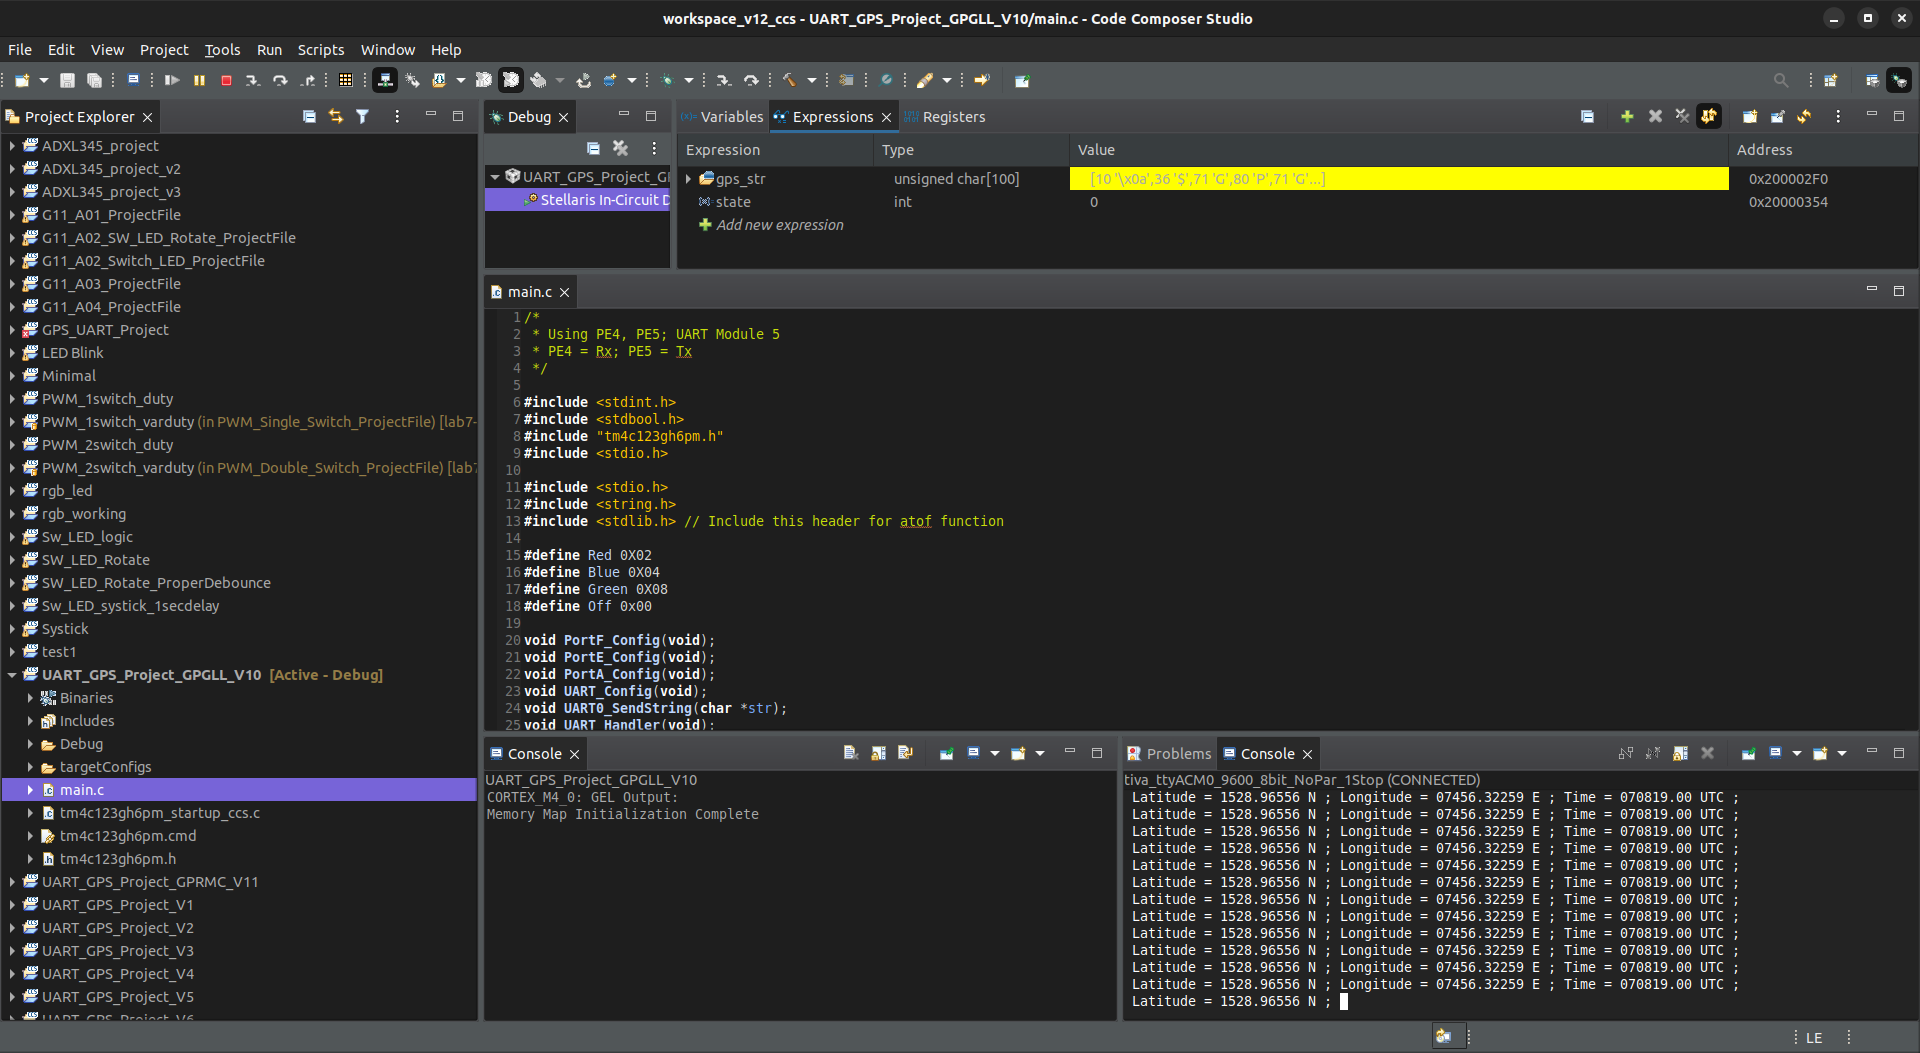 workspace_v12_ccs - UART_GPS_Project_GPGLL_V10/main.c - Code Composer Studio
File Edit View Project Tools Run Scripts Window Help
Project Explorer
ADXL345_project
ADXL345_project_v2
ADXL345_project_v3
G11_A01_ProjectFile
G11_A02_SW_LED_Rotate_ProjectFile
G11_A02_Switch_LED_ProjectFile
G11_A03_ProjectFile
G11_A04_ProjectFile
GPS_UART_Project
LED Blink
Minimal
PWM_1switch_duty
PWM_1switch_varduty (in PWM_Single_Switch_ProjectFile) [lab7-
PWM_2switch_duty
PWM_2switch_varduty (in PWM_Double_Switch_ProjectFile) [lab7
rgb_led
rgb_working
Sw_LED_logic
SW_LED_Rotate
SW_LED_Rotate_ProperDebounce
Sw_LED_systick_1secdelay
Systick
test1
UART_GPS_Project_GPGLL_V10 [Active - Debug]
Binaries
Includes
Debug
targetConfigs
main.c
tm4c123gh6pm_startup_ccs.c
tm4c123gh6pm.cmd
tm4c123gh6pm.h
UART_GPS_Project_GPRMC_V11
UART_GPS_Project_V1
UART_GPS_Project_V2
UART_GPS_Project_V3
UART_GPS_Project_V4
UART_GPS_Project_V5
UART_GPS_Project_V6
Debug
UART_GPS_Project_GI
Stellaris In-Circuit D
Variables Expressions Registers
Expression Type Value Address
gps_str unsigned char[100] [10 '\x0a',36 '$',71 'G',80 'P',71 'G'...] 0x200002F0
state int 0 0x20000354
Add new expression
main.c
1 /*
2 * Using PE4, PE5; UART Module 5
3 * PE4 = Rx; PE5 = Tx
4 */
5
6 #include <stdint.h>
7 #include <stdbool.h>
8 #include "tm4c123gh6pm.h"
9 #include <stdio.h>
10
11 #include <stdio.h>
12 #include <string.h>
13 #include <stdlib.h> // Include this header for atof function
14
15 #define Red 0X02
16 #define Blue 0X04
17 #define Green 0X08
18 #define Off 0x00
19
20 void PortF_Config(void);
21 void PortE_Config(void);
22 void PortA_Config(void);
23 void UART_Config(void);
24 void UART0_SendString(char *str);
25 void UART_Handler(void);
Console
UART_GPS_Project_GPGLL_V10
CORTEX_M4_0: GEL Output:
Memory Map Initialization Complete
Problems Console
tiva_ttyACM0_9600_8bit_NoPar_1Stop (CONNECTED)
Latitude = 1528.96556 N ; Longitude = 07456.32259 E ; Time = 070819.00 UTC ;
Latitude = 1528.96556 N ; Longitude = 07456.32259 E ; Time = 070819.00 UTC ;
Latitude = 1528.96556 N ; Longitude = 07456.32259 E ; Time = 070819.00 UTC ;
Latitude = 1528.96556 N ; Longitude = 07456.32259 E ; Time = 070819.00 UTC ;
Latitude = 1528.96556 N ; Longitude = 07456.32259 E ; Time = 070819.00 UTC ;
Latitude = 1528.96556 N ; Longitude = 07456.32259 E ; Time = 070819.00 UTC ;
Latitude = 1528.96556 N ; Longitude = 07456.32259 E ; Time = 070819.00 UTC ;
Latitude = 1528.96556 N ; Longitude = 07456.32259 E ; Time = 070819.00 UTC ;
Latitude = 1528.96556 N ; Longitude = 07456.32259 E ; Time = 070819.00 UTC ;
Latitude = 1528.96556 N ; Longitude = 07456.32259 E ; Time = 070819.00 UTC ;
Latitude = 1528.96556 N ; Longitude = 07456.32259 E ; Time = 070819.00 UTC ;
Latitude = 1528.96556 N ; Longitude = 07456.32259 E ; Time = 070819.00 UTC ;
Latitude = 1528.96556 N ;
LE